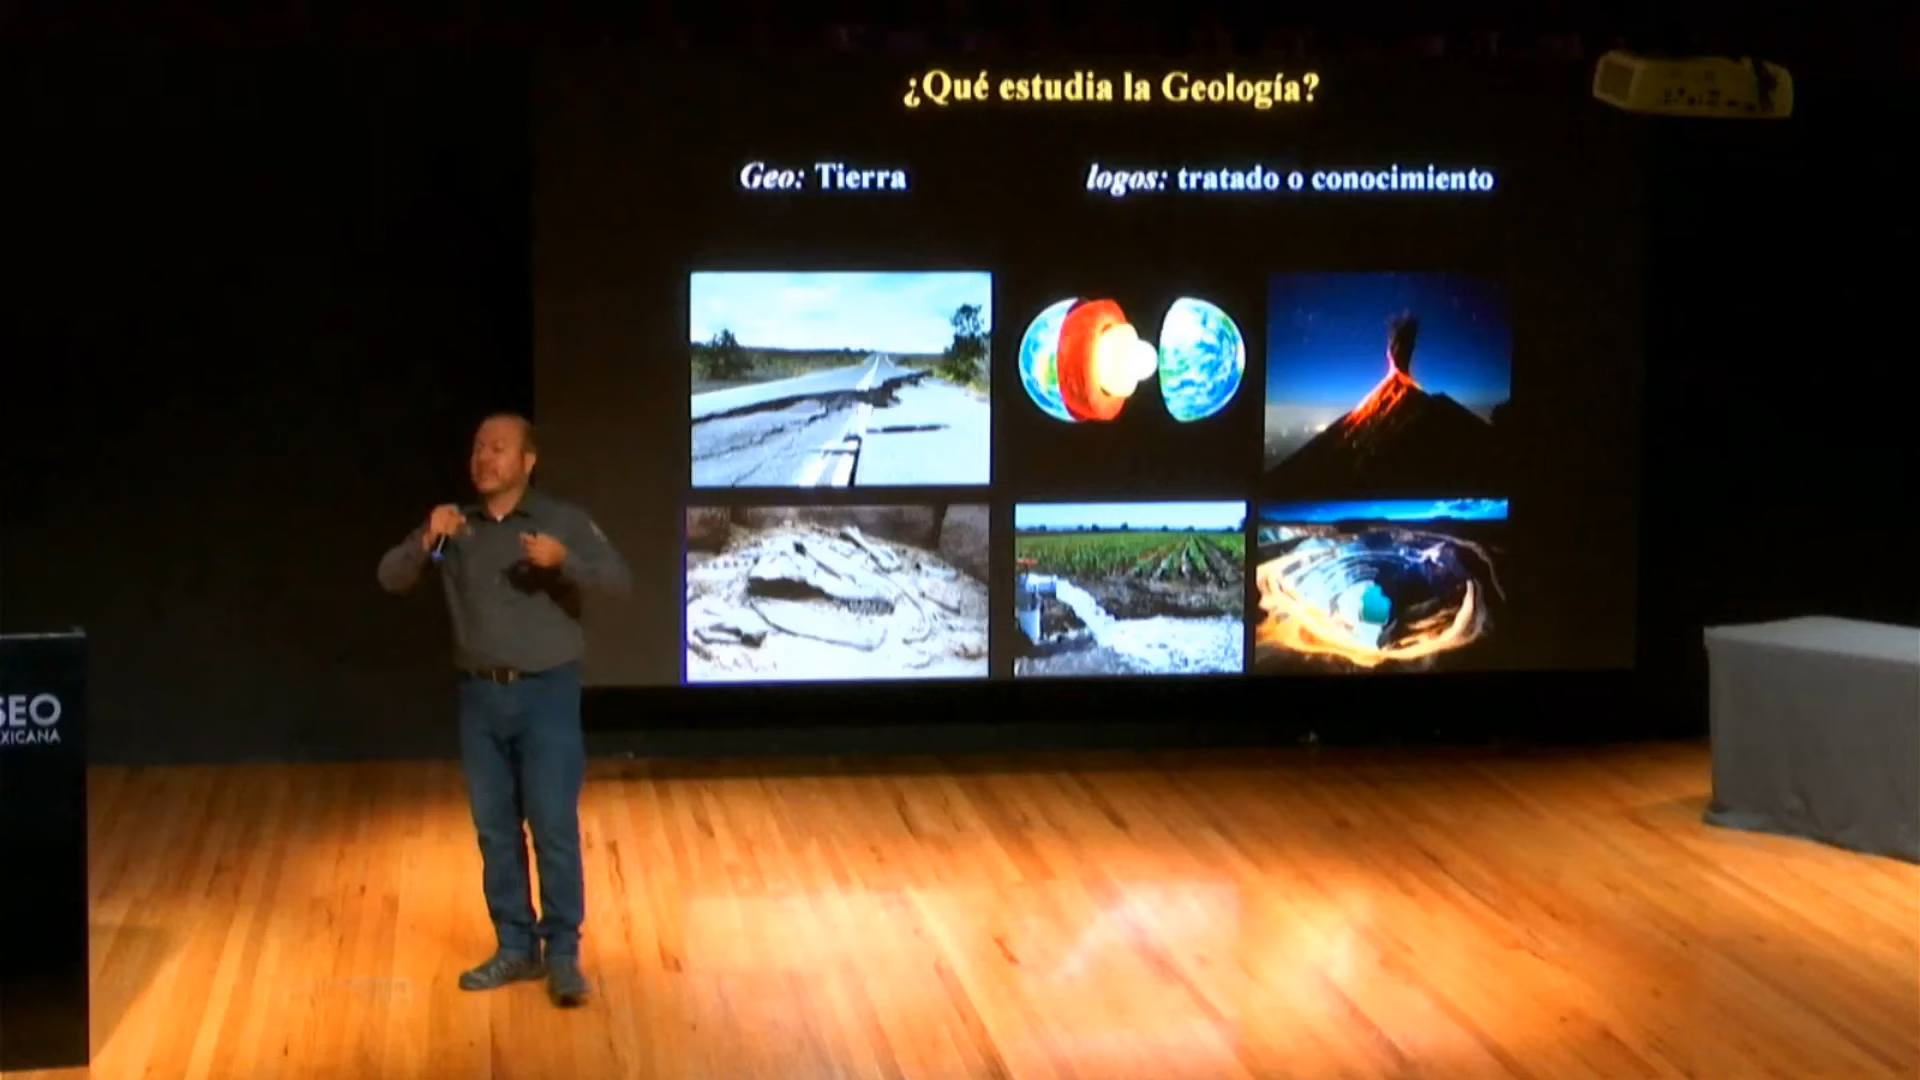 ¿Qué estudia la Geología?
Geo: Tierra
logos: tratado o conocimiento
SEO
XICANA